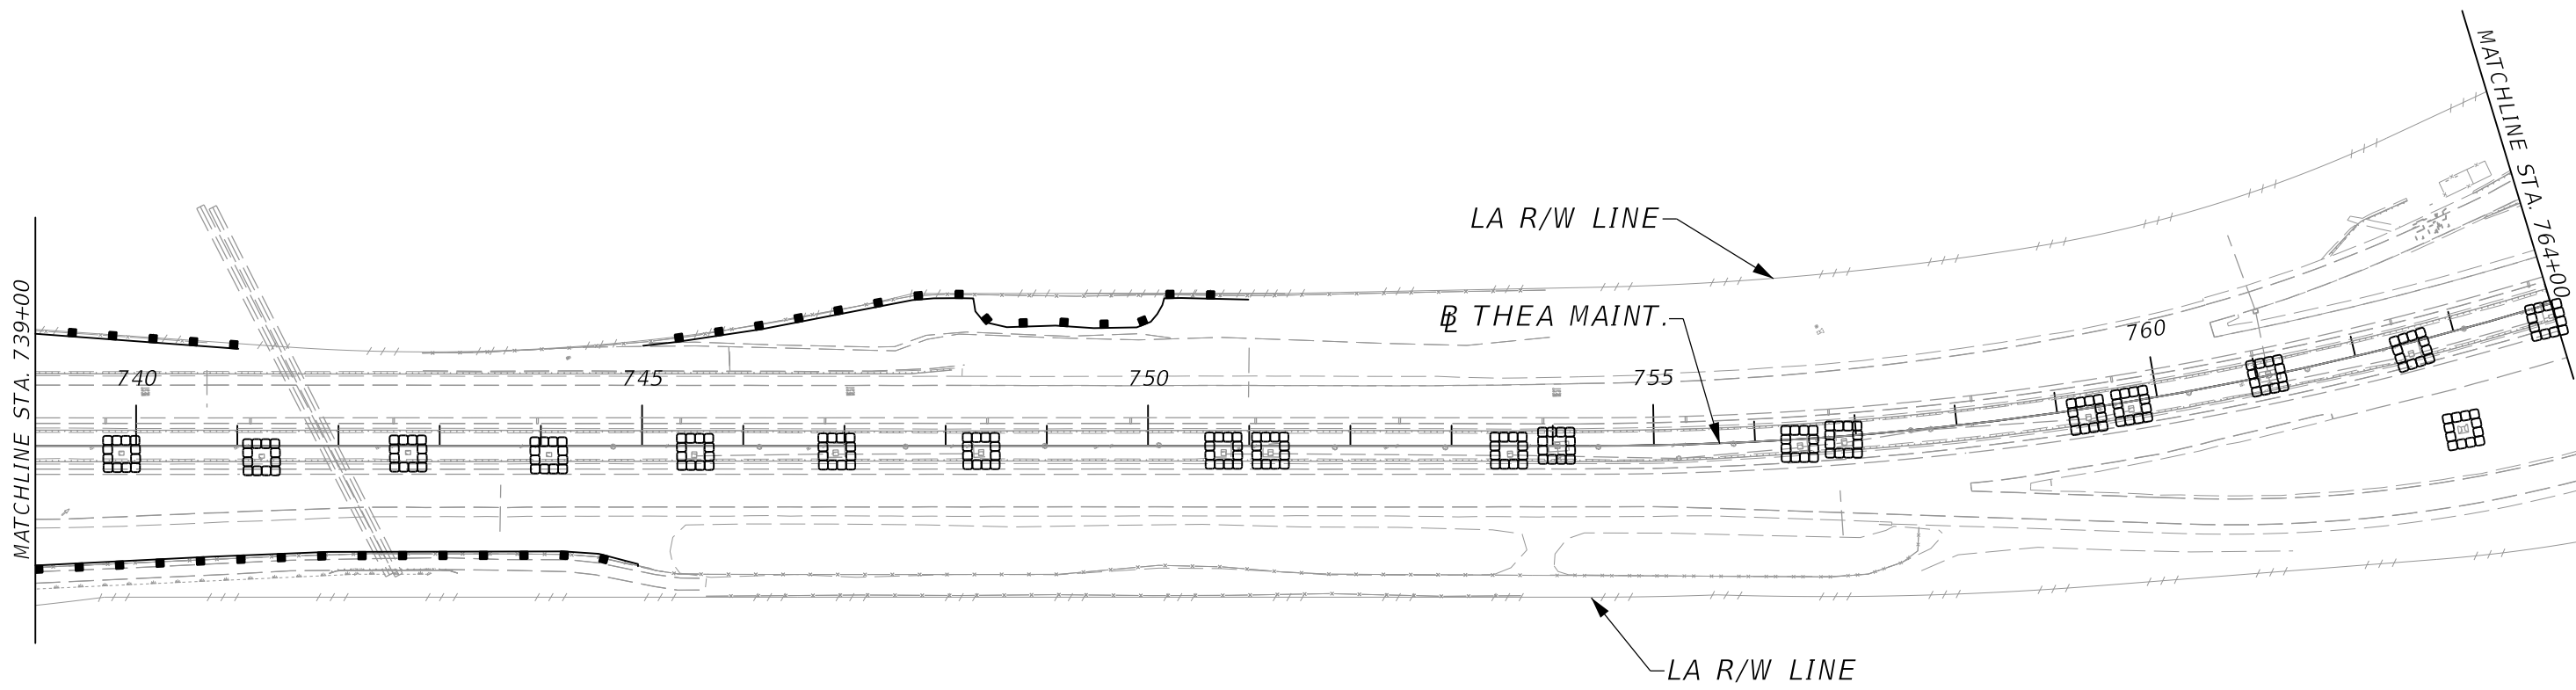 MATCHLINE STA. 739+00
740
745
750
755
760
LA R/W LINE
BL THEA MAINT.
LA R/W LINE
MATCHLINE STA. 764+00